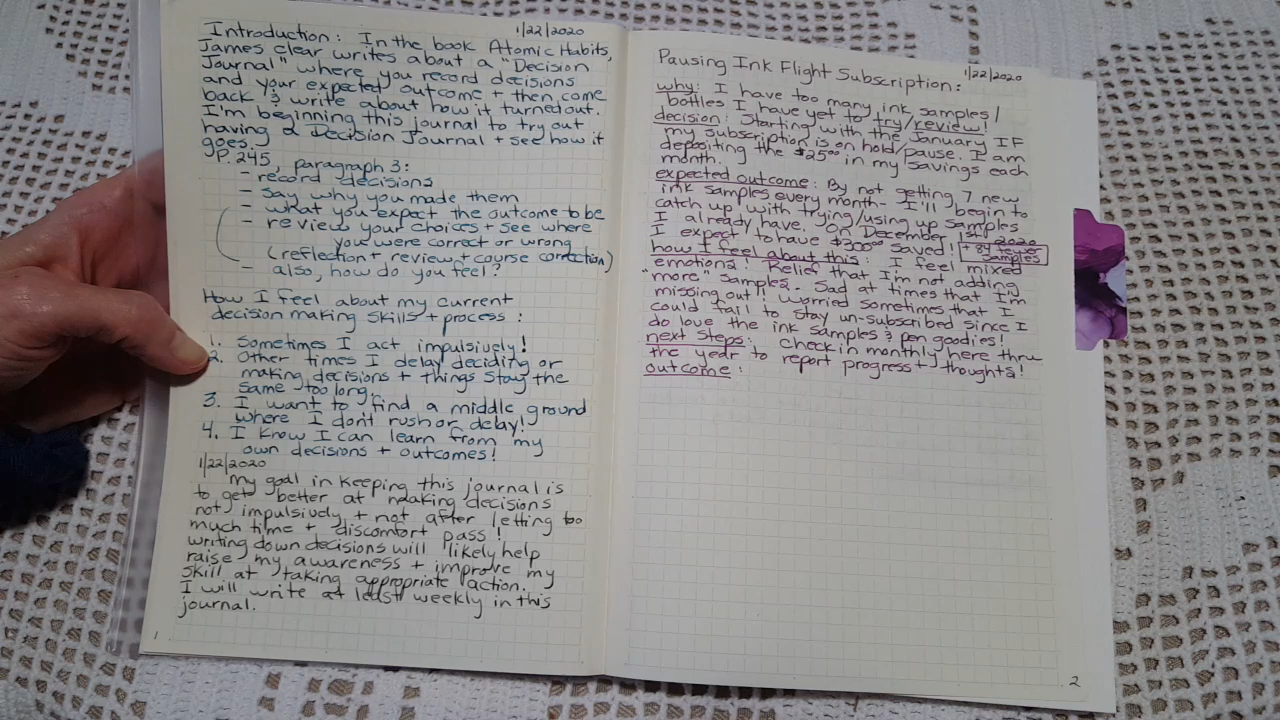 1/22/2020
Introduction: In the book Atomic Habits,
James Clear writes about a "Decision
Journal" where you record decisions
and your expected outcome + then come
back & write about how it turned out.
I'm beginning this journal to try out
having a Decision Journal + see how it
goes.
P. 245, paragraph 3:
- record decisions
- Say why you made them
- what you expect the outcome to be
- review your choices + see where
you were correct or wrong
(reflection + review + course correction)
- also, how do you feel?
How I feel about my current
decision making skills + process:
1. Sometimes I act impulsively!
2. Other times I delay deciding or
making decisions + things stay the
same too long.
3. I want to find a middle ground
where I don't rush or delay!
4. I know I can learn from my
own decisions + outcomes!
1/22/2020
my goal in keeping this journal is
to get better at making decisions
not impulsively + not after letting too
much time + discomfort pass!
writing down decisions will likely help
raise my awareness + improve my
skill at taking appropriate action.
I will write at least weekly in this
journal.
1
1/22/2020
Pausing Ink Flight Subscription:
why: I have too many ink samples/
bottles I have yet to try/review!
decision: Starting with the January IF
my subscription is on hold/pause. I am
depositing the $25.00 in my savings each
month.
expected outcome: By not getting 7 new
ink samples every month - I'll begin to
catch up with trying/using up samples
I already have. On December 1st 2020
I expect to have $300.00 saved! + 84 fewer
samples
how I feel about this: I feel mixed
emotions! Relief that I'm not adding
"more" samples. Sad at times that I'm
missing out! Worried sometimes that I
could fail to stay un-subscribed since I
do love the ink samples & pen goodies!
next steps: Check in monthly here thru
the year to report progress + thoughts!
outcome:
2